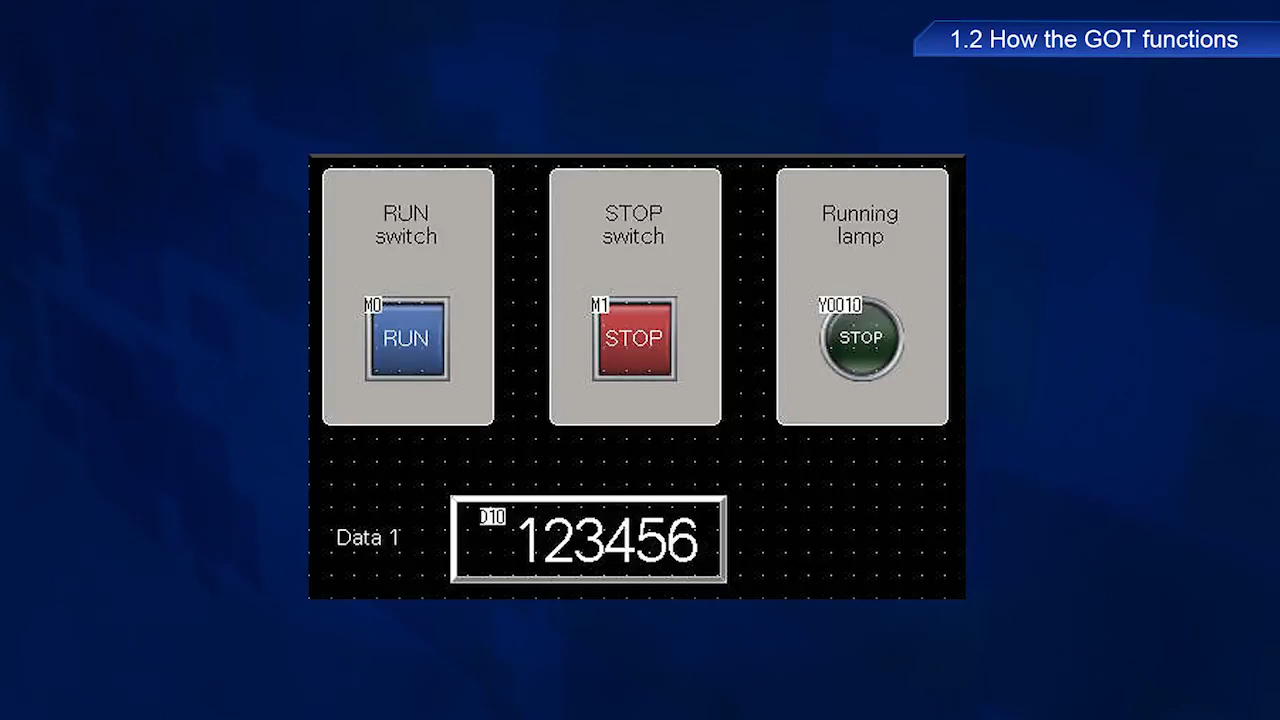 1.2 How the GOT functions
RUN
switch
M0
RUN
STOP
switch
M1
STOP
Running
lamp
Y0010
STOP
Data 1
D10
123456